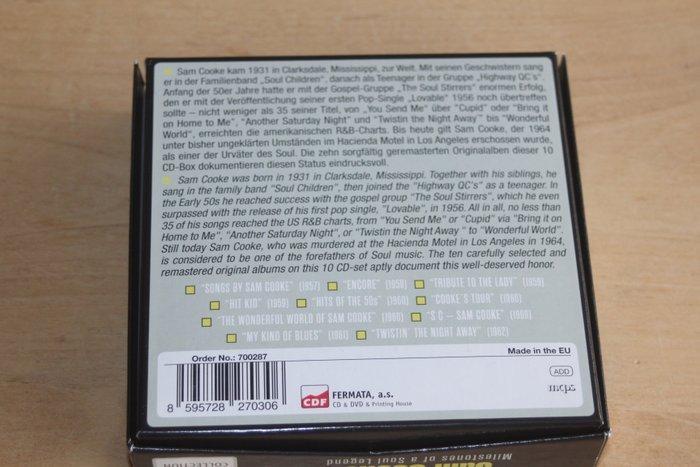 Sam Cooke kam 1931 in Clarksdale, Mississippi, zur Welt. Mit seinen Geschwistern sang
er in der Familienband „Soul Children", danach als Teenager in der Gruppe „Highway QC's".
Anfang der 50er Jahre hatte er mit der Gospel-Gruppe „The Soul Stirrers" enormen Erfolg,
den er mit der Veröffentlichung seiner ersten Pop-Single „Lovable" 1956 noch übertreffen
sollte – nicht weniger als 35 seiner Titel, von „You Send Me" über "Cupid" oder "Bring it
on Home to Me", "Another Saturday Night" und "Twistin the Night Away" bis "Wonderful
World", erreichten die amerikanischen R&B-Charts. Bis heute gilt Sam Cooke, der 1964
unter bisher ungeklärten Umständen im Hacienda Motel in Los Angeles erschossen wurde,
als einer der Urväter des Soul. Die zehn sorgfältig geremasterten Originalalben dieser 10
CD-Box dokumentieren diesen Status eindrucksvoll.
Sam Cooke was born in 1931 in Clarksdale, Mississippi. Together with his siblings, he
sang in the family band "Soul Children", then joined the "Highway QC's" as a teenager. In
the Early 50s he reached success with the gospel group "The Soul Stirrers", which he even
surpassed with the release of his first pop single, "Lovable", in 1956. All in all, no less than
35 of his songs reached the US R&B charts, from "You Send Me" or "Cupid" via "Bring it on
Home to Me", "Another Saturday Night", or "Twistin the Night Away " to "Wonderful World".
Still today Sam Cooke, who was murdered at the Hacienda Motel in Los Angeles in 1964,
is considered to be one of the forefathers of Soul music. The ten carefully selected and
remastered original albums on this 10 CD-set aptly document this well-deserved honor.
"SONGS BY SAM COOKE" (1957) "ENCORE" (1958) "TRIBUTE TO THE LADY" (1959)
"HIT KID" (1959) "HITS OF THE 50s" (1960) "COOKE'S TOUR" (1960)
"THE WONDERFUL WORLD OF SAM COOKE" (1960) "S C – SAM COOKE" (1960)
"MY KIND OF BLUES" (1961) "TWISTIN' THE NIGHT AWAY" (1962)
Order No.: 700287
Made in the EU
ADD
mcps
8 595728 270306
CDF
FERMATA, a.s.
CD & DVD & Printing House
Milestones of a Soul Legend
COLLECTION